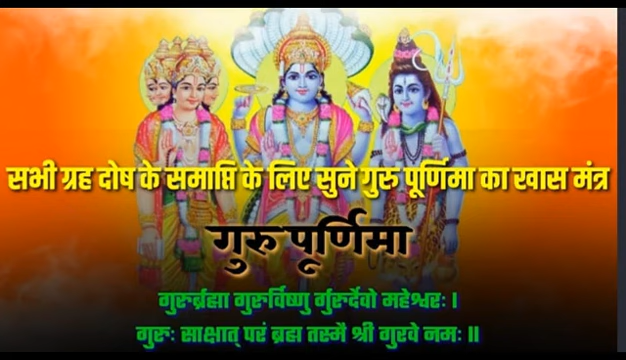 सभी ग्रह दोष के समाप्ति के लिए सुने गुरु पूर्णिमा का खास मंत्र
गुरु पूर्णिमा
गुरुर्ब्रह्मा गुरुर्विष्णु र्गुरुर्देवो महेश्वरः।
गुरुः साक्षात् परं ब्रह्म तस्मै श्री गुरवे नमः॥